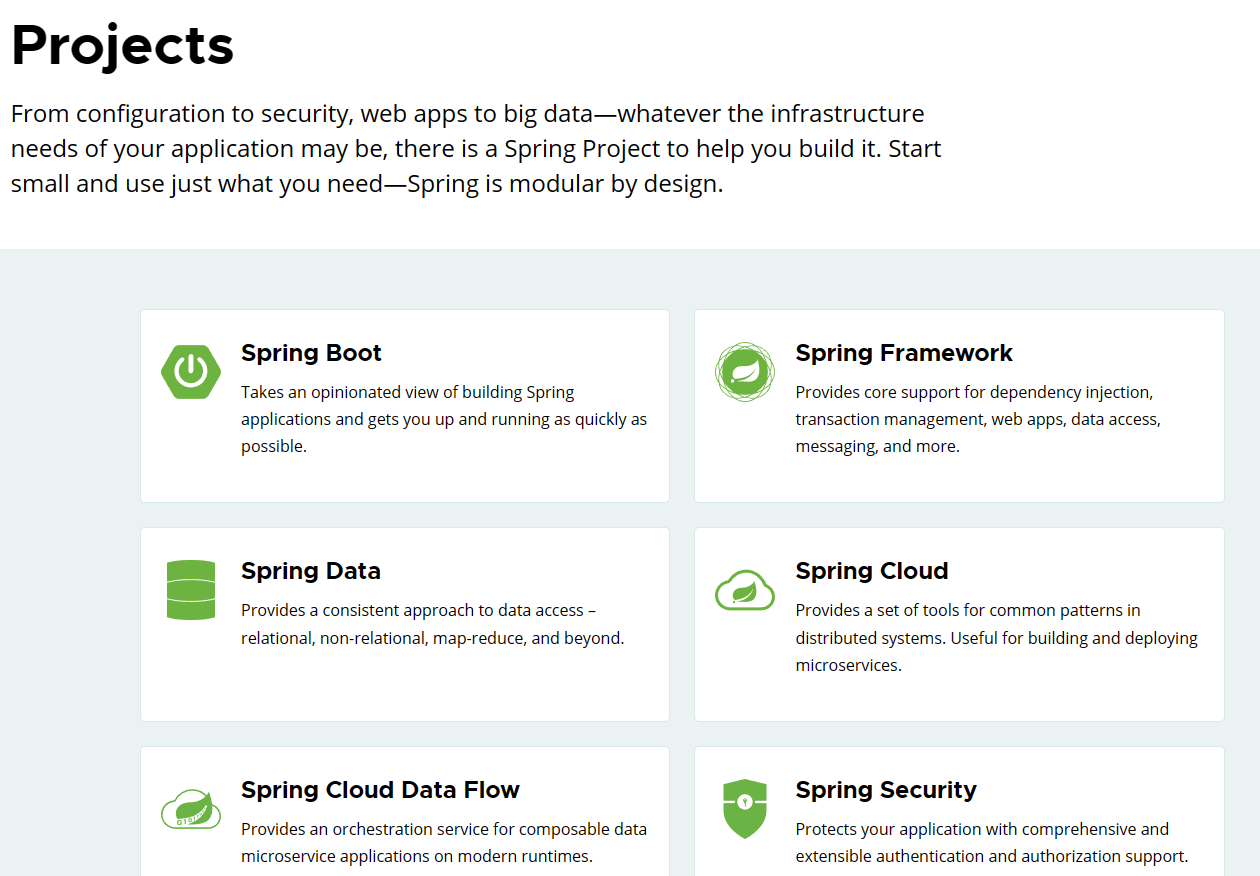 Projects
From configuration to security, web apps to big data—whatever the infrastructure
needs of your application may be, there is a Spring Project to help you build it. Start
small and use just what you need—Spring is modular by design.
Spring Boot
Takes an opinionated view of building Spring
applications and gets you up and running as quickly as
possible.
Spring Framework
Provides core support for dependency injection,
transaction management, web apps, data access,
messaging, and more.
Spring Data
Provides a consistent approach to data access –
relational, non-relational, map-reduce, and beyond.
Spring Cloud
Provides a set of tools for common patterns in
distributed systems. Useful for building and deploying
microservices.
Spring Cloud Data Flow
Provides an orchestration service for composable data
microservice applications on modern runtimes.
Spring Security
Protects your application with comprehensive and
extensible authentication and authorization support.